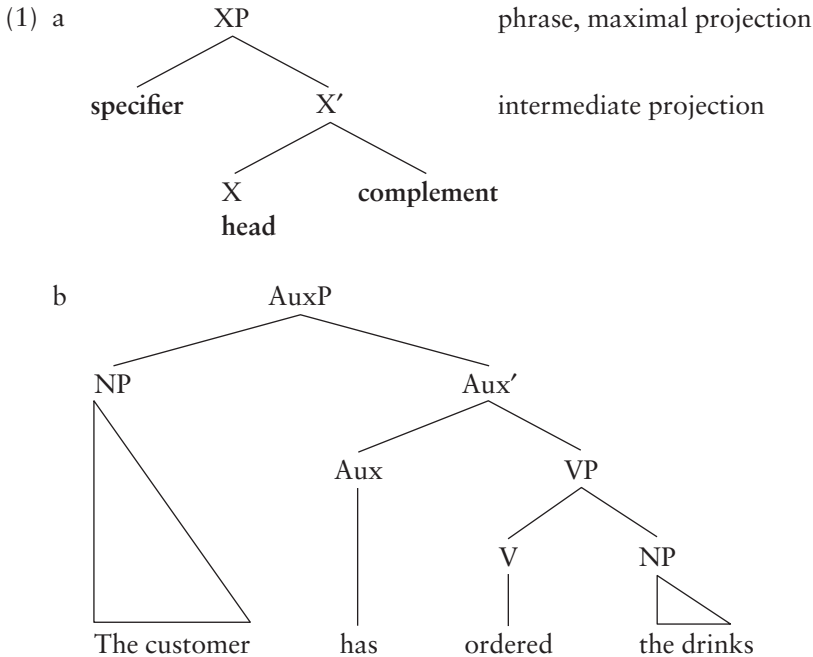 (1) a XP phrase, maximal projection
specifier X′ intermediate projection
X complement
head
b AuxP
NP Aux′
Aux VP
V NP
The customer has ordered the drinks